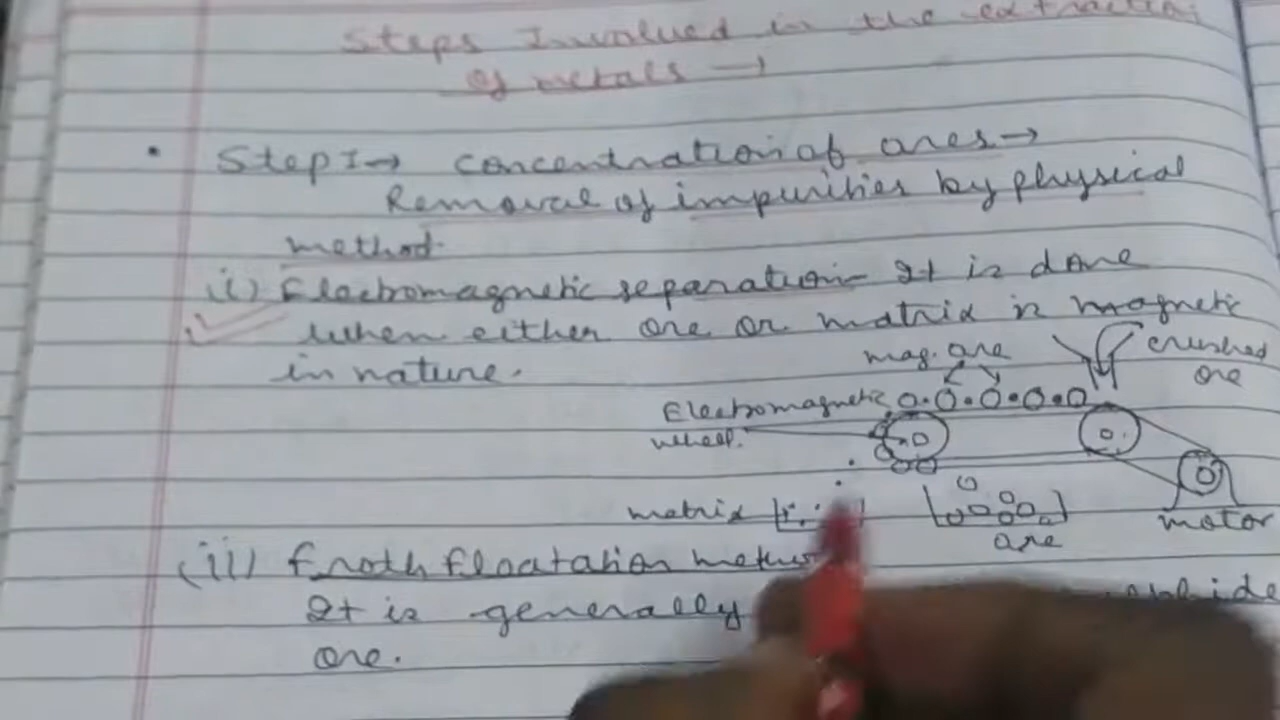 Steps Involved in the extraction
of metals →
• Step I → Concentration of ores →
Removal of impurities by physical
method.
(i) Electromagnetic separation - It is done
when either ore or matrix is magnetic
in nature.
mag. ore
crushed
ore
Electromagnetic
wheel.
matrix
ore
motor
(ii) Froth floatation
It is generally
ore.